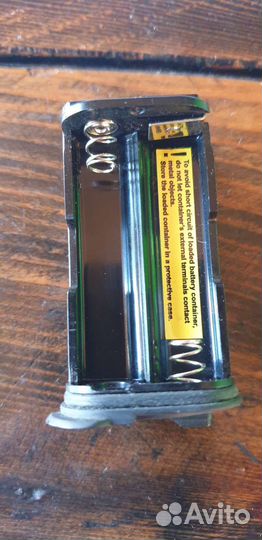 To avoid short circuit of loaded battery container,
do not let container's external terminals contact
metal objects.
Store the loaded container in a protective case.
Avito